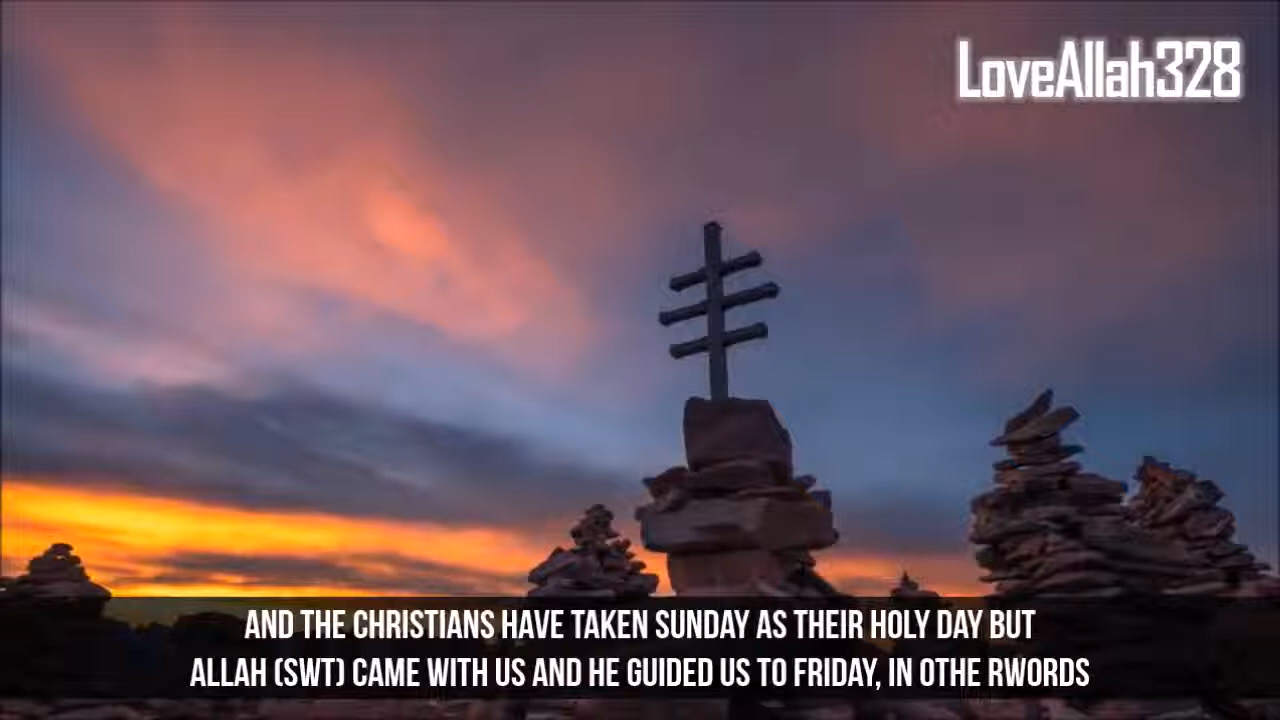 LoveAllah328
AND THE CHRISTIANS HAVE TAKEN SUNDAY AS THEIR HOLY DAY BUT
ALLAH (SWT) CAME WITH US AND HE GUIDED US TO FRIDAY, IN OTHE RWORDS